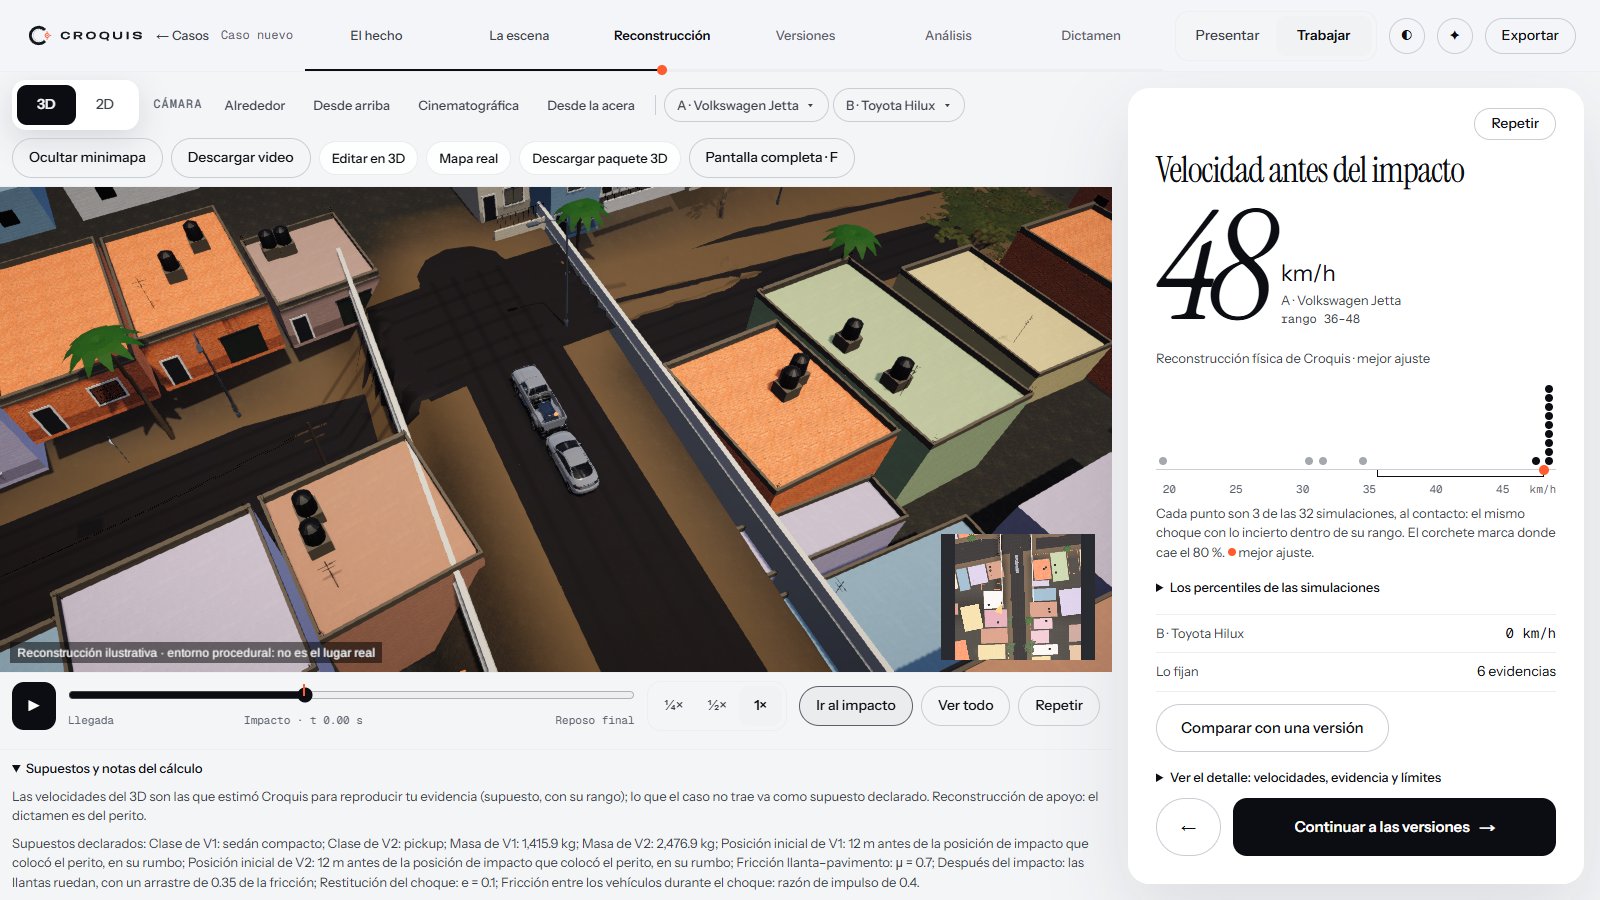 CROQUIS ← Casos Caso nuevo El hecho La escena Reconstrucción Versiones Análisis Dictamen Presentar Trabajar Exportar
3D 2D CÁMARA Alrededor Desde arriba Cinematográfica Desde la acera A · Volkswagen Jetta B · Toyota Hilux
Ocultar minimapa Descargar video Editar en 3D Mapa real Descargar paquete 3D Pantalla completa · F
Reconstrucción ilustrativa · entorno procedural: no es el lugar real
Llegada Impacto · t 0.00 s Reposo final
¼× ½× 1× Ir al impacto Ver todo Repetir
▼ Supuestos y notas del cálculo
Las velocidades del 3D son las que estimó Croquis para reproducir tu evidencia (supuesto, con su rango); lo que el caso no trae va como supuesto declarado. Reconstrucción de apoyo: el
dictamen es del perito.
Supuestos declarados: Clase de V1: sedán compacto; Clase de V2: pickup; Masa de V1: 1,415.9 kg; Masa de V2: 2,476.9 kg; Posición inicial de V1: 12 m antes de la posición de impacto que
colocó el perito, en su rumbo; Posición inicial de V2: 12 m antes de la posición de impacto que colocó el perito, en su rumbo; Fricción llanta–pavimento: μ = 0.7; Después del impacto: las
llantas ruedan, con un arrastre de 0.35 de la fricción; Restitución del choque: e = 0.1; Fricción entre los vehículos durante el choque: razón de impulso de 0.4.
Repetir
Velocidad antes del impacto
48 km/h
A · Volkswagen Jetta
rango 36–48
Reconstrucción física de Croquis · mejor ajuste
20 25 30 35 40 45 km/h
Cada punto son 3 de las 32 simulaciones, al contacto: el mismo
choque con lo incierto dentro de su rango. El corchete marca donde
cae el 80 %. mejor ajuste.
▶ Los percentiles de las simulaciones
B · Toyota Hilux 0 km/h
Lo fijan 6 evidencias
Comparar con una versión
▶ Ver el detalle: velocidades, evidencia y límites
← Continuar a las versiones →